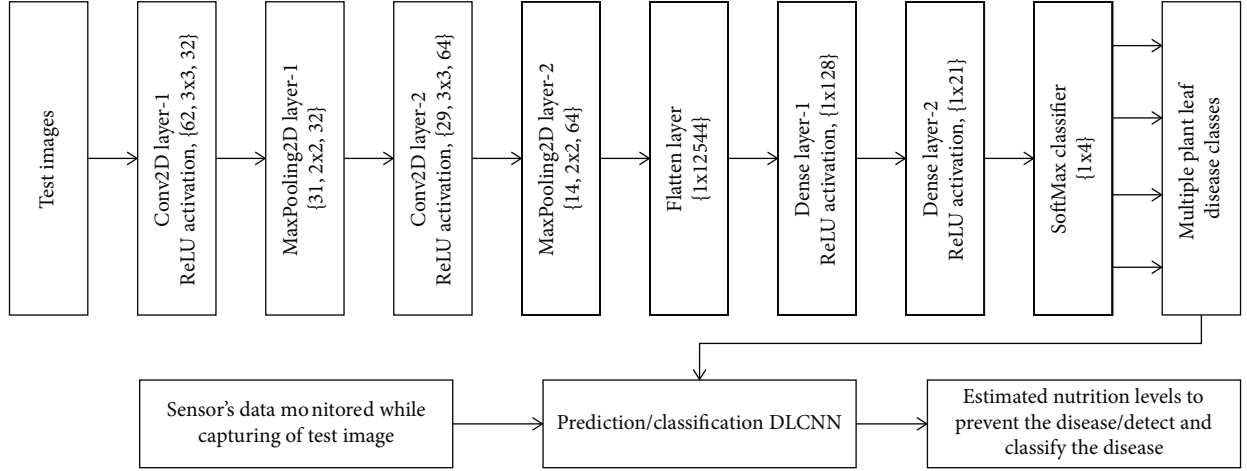 Test images
Conv2D layer-1
ReLU activation, {62, 3x3, 32}
MaxPooling2D layer-1
{31, 2x2, 32}
Conv2D layer-2
ReLU activation, {29, 3x3, 64}
MaxPooling2D layer-2
{14, 2x2, 64}
Flatten layer
{1x12544}
Dense layer-1
ReLU activation, {1x128}
Dense layer-2
ReLU activation, {1x21}
SoftMax classifier
{1x4}
Multiple plant leaf
disease classes
Sensor's data monitored while
capturing of test image
Prediction/classification DLCNN
Estimated nutrition levels to
prevent the disease/detect and
classify the disease